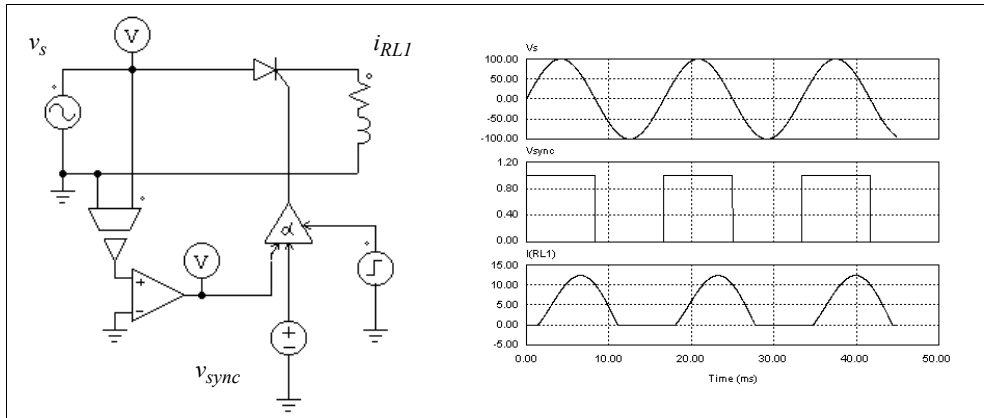 v_s
V
i_RL1
+
−
V
α
+
−
v_sync
Vs
100.00
50.00
0.00
-50.00
-100.00
Vsync
1.20
0.80
0.40
0.00
I(RL1)
15.00
10.00
5.00
0.00
-5.00
0.00 10.00 20.00 30.00 40.00 50.00
Time (ms)